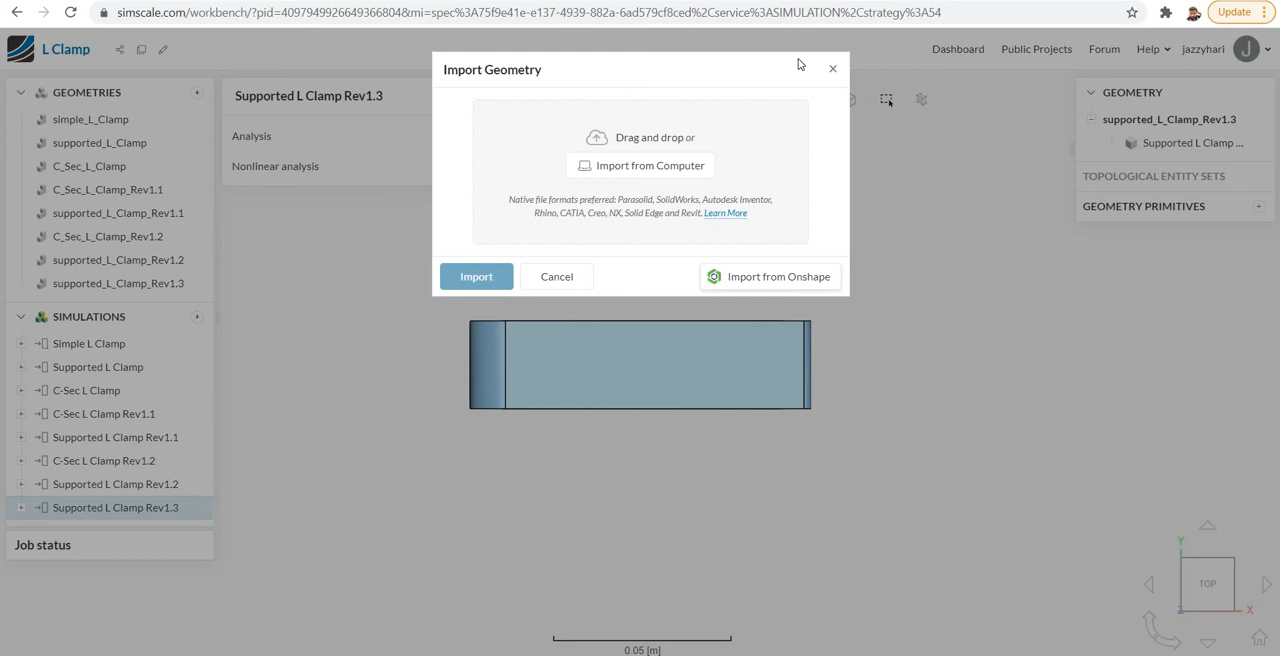 simscale.com/workbench/?pid=4097949926649366804&mi=spec%3A75f9e41e-e137-4939-882a-6ad579cf8ced%2Cservice%3ASIMULATION%2Cstrategy%3A54
Update
L Clamp
Dashboard
Public Projects
Forum
Help
jazzyhari
J
GEOMETRIES
simple_L_Clamp
supported_L_Clamp
C_Sec_L_Clamp
C_Sec_L_Clamp_Rev1.1
supported_L_Clamp_Rev1.1
C_Sec_L_Clamp_Rev1.2
supported_L_Clamp_Rev1.2
supported_L_Clamp_Rev1.3
SIMULATIONS
Simple L Clamp
Supported L Clamp
C-Sec L Clamp
C-Sec L Clamp Rev1.1
Supported L Clamp Rev1.1
C-Sec L Clamp Rev1.2
Supported L Clamp Rev1.2
Supported L Clamp Rev1.3
Job status
Supported L Clamp Rev1.3
Analysis
Nonlinear analysis
Import Geometry
Drag and drop or
Import from Computer
Native file formats preferred: Parasolid, SolidWorks, Autodesk Inventor,
Rhino, CATIA, Creo, NX, Solid Edge and Revit. Learn More
Import
Cancel
Import from Onshape
GEOMETRY
supported_L_Clamp_Rev1.3
Supported L Clamp ...
TOPOLOGICAL ENTITY SETS
GEOMETRY PRIMITIVES
Y
TOP
Z
X
0.05 [m]